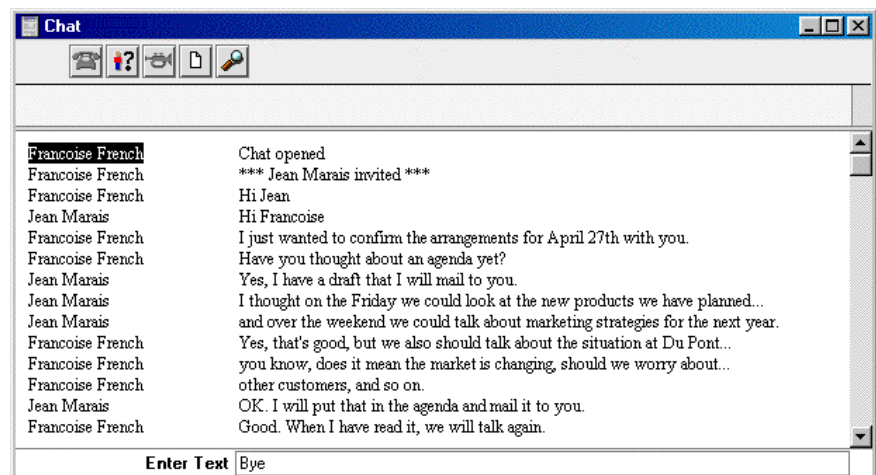 Chat
Francoise French Chat opened
Francoise French *** Jean Marais invited ***
Francoise French Hi Jean
Jean Marais Hi Francoise
Francoise French I just wanted to confirm the arrangements for April 27th with you.
Francoise French Have you thought about an agenda yet?
Jean Marais Yes, I have a draft that I will mail to you.
Jean Marais I thought on the Friday we could look at the new products we have planned...
Jean Marais and over the weekend we could talk about marketing strategies for the next year.
Francoise French Yes, that's good, but we also should talk about the situation at Du Pont...
Francoise French you know, does it mean the market is changing, should we worry about...
Francoise French other customers, and so on.
Jean Marais OK. I will put that in the agenda and mail it to you.
Francoise French Good. When I have read it, we will talk again.
Enter Text Bye